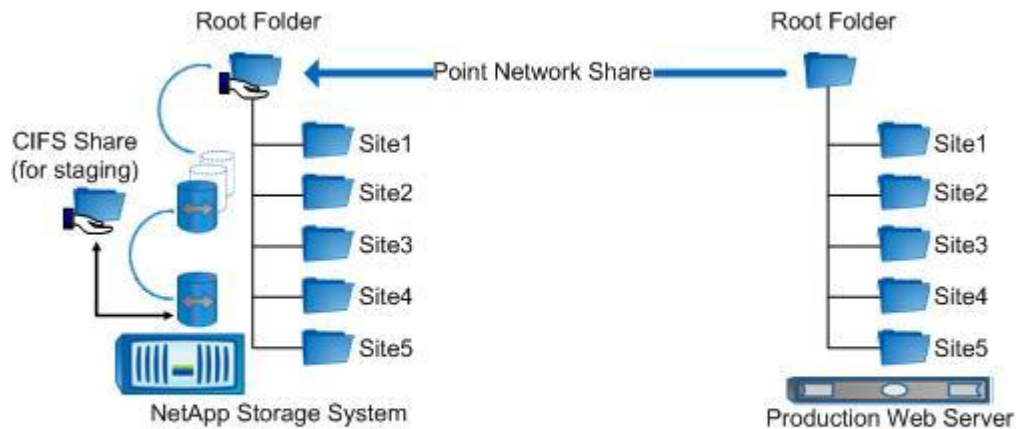 Root Folder
Root Folder
Point Network Share
CIFS Share
(for staging)
Site1
Site2
Site3
Site4
Site5
Site1
Site2
Site3
Site4
Site5
NetApp Storage System
Production Web Server